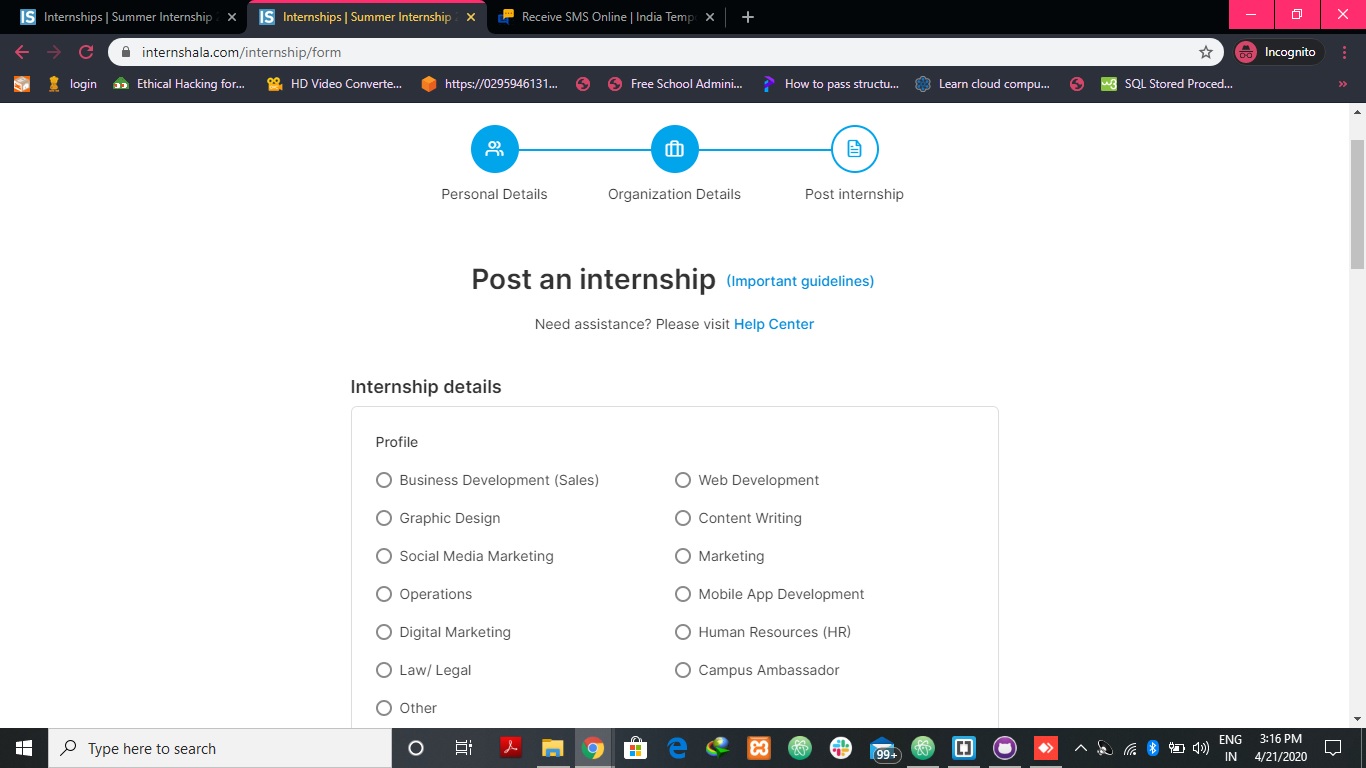 Internships | Summer Internship
Internships | Summer Internship
Receive SMS Online | India Temp
internshala.com/internship/form
Incognito
login
Ethical Hacking for...
HD Video Converte...
https://0295946131...
Free School Admini...
How to pass structu...
Learn cloud compu...
SQL Stored Proced...
Personal Details
Organization Details
Post internship
Post an internship (Important guidelines)
Need assistance? Please visit Help Center
Internship details
Profile
Business Development (Sales)
Web Development
Graphic Design
Content Writing
Social Media Marketing
Marketing
Operations
Mobile App Development
Digital Marketing
Human Resources (HR)
Law/ Legal
Campus Ambassador
Other
Type here to search
99+
ENG
IN
3:16 PM
4/21/2020